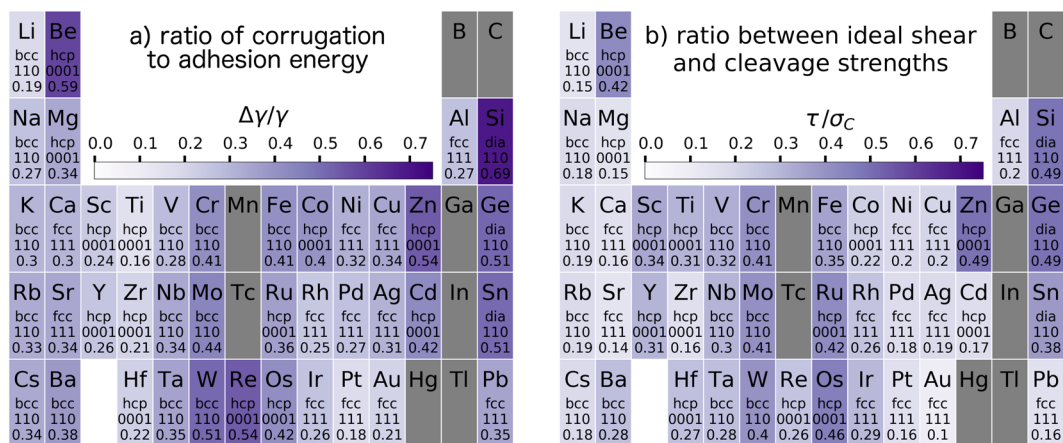 a) ratio of corrugation
to adhesion energy
Δγ/γ
0.0 0.1 0.2 0.3 0.4 0.5 0.6 0.7
Li Be B C
bcc hcp
110 0001
0.19 0.59
Na Mg Al Si
bcc hcp fcc dia
110 0001 111 110
0.27 0.34 0.27 0.69
K Ca Sc Ti V Cr Mn Fe Co Ni Cu Zn Ga Ge
bcc fcc hcp hcp bcc bcc bcc hcp fcc fcc hcp dia
110 111 0001 0001 110 110 110 0001 111 111 0001 110
0.3 0.3 0.24 0.16 0.28 0.41 0.41 0.4 0.32 0.34 0.54 0.51
Rb Sr Y Zr Nb Mo Tc Ru Rh Pd Ag Cd In Sn
bcc fcc hcp hcp bcc bcc hcp fcc fcc fcc hcp dia
110 111 0001 0001 110 110 0001 111 111 111 0001 110
0.33 0.34 0.26 0.21 0.34 0.44 0.36 0.25 0.27 0.31 0.42 0.51
Cs Ba Hf Ta W Re Os Ir Pt Au Hg Tl Pb
bcc bcc hcp bcc bcc hcp hcp fcc fcc fcc fcc
110 110 0001 110 110 0001 0001 111 111 111 111
0.34 0.38 0.22 0.35 0.51 0.54 0.42 0.26 0.18 0.21 0.35
b) ratio between ideal shear
and cleavage strengths
τ/σC
0.0 0.1 0.2 0.3 0.4 0.5 0.6 0.7
Li Be B C
bcc hcp
110 0001
0.15 0.42
Na Mg Al Si
bcc hcp fcc dia
110 0001 111 110
0.18 0.15 0.2 0.49
K Ca Sc Ti V Cr Mn Fe Co Ni Cu Zn Ga Ge
bcc fcc hcp hcp bcc bcc bcc hcp fcc fcc hcp dia
110 111 0001 0001 110 110 110 0001 111 111 0001 110
0.19 0.16 0.34 0.31 0.32 0.41 0.35 0.22 0.2 0.2 0.49 0.49
Rb Sr Y Zr Nb Mo Tc Ru Rh Pd Ag Cd In Sn
bcc fcc hcp hcp bcc bcc hcp fcc fcc fcc hcp dia
110 111 0001 0001 110 110 0001 111 111 111 0001 110
0.19 0.14 0.31 0.16 0.3 0.41 0.42 0.26 0.18 0.19 0.17 0.38
Cs Ba Hf Ta W Re Os Ir Pt Au Hg Tl Pb
bcc bcc hcp bcc bcc hcp hcp fcc fcc fcc fcc
110 110 0001 110 110 0001 0001 111 111 111 111
0.18 0.28 0.27 0.28 0.4 0.26 0.46 0.29 0.16 0.1 0.16